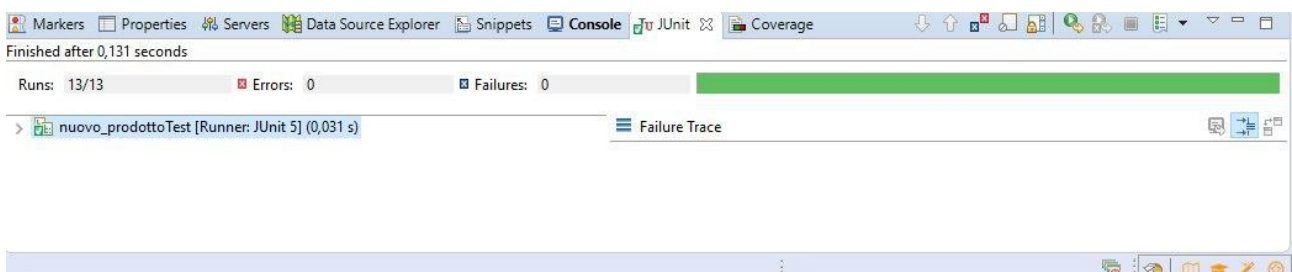 Markers Properties Servers Data Source Explorer Snippets Console Ju JUnit Coverage
Finished after 0,131 seconds
Runs: 13/13 Errors: 0 Failures: 0
nuovo_prodottoTest [Runner: JUnit 5] (0,031 s) Failure Trace